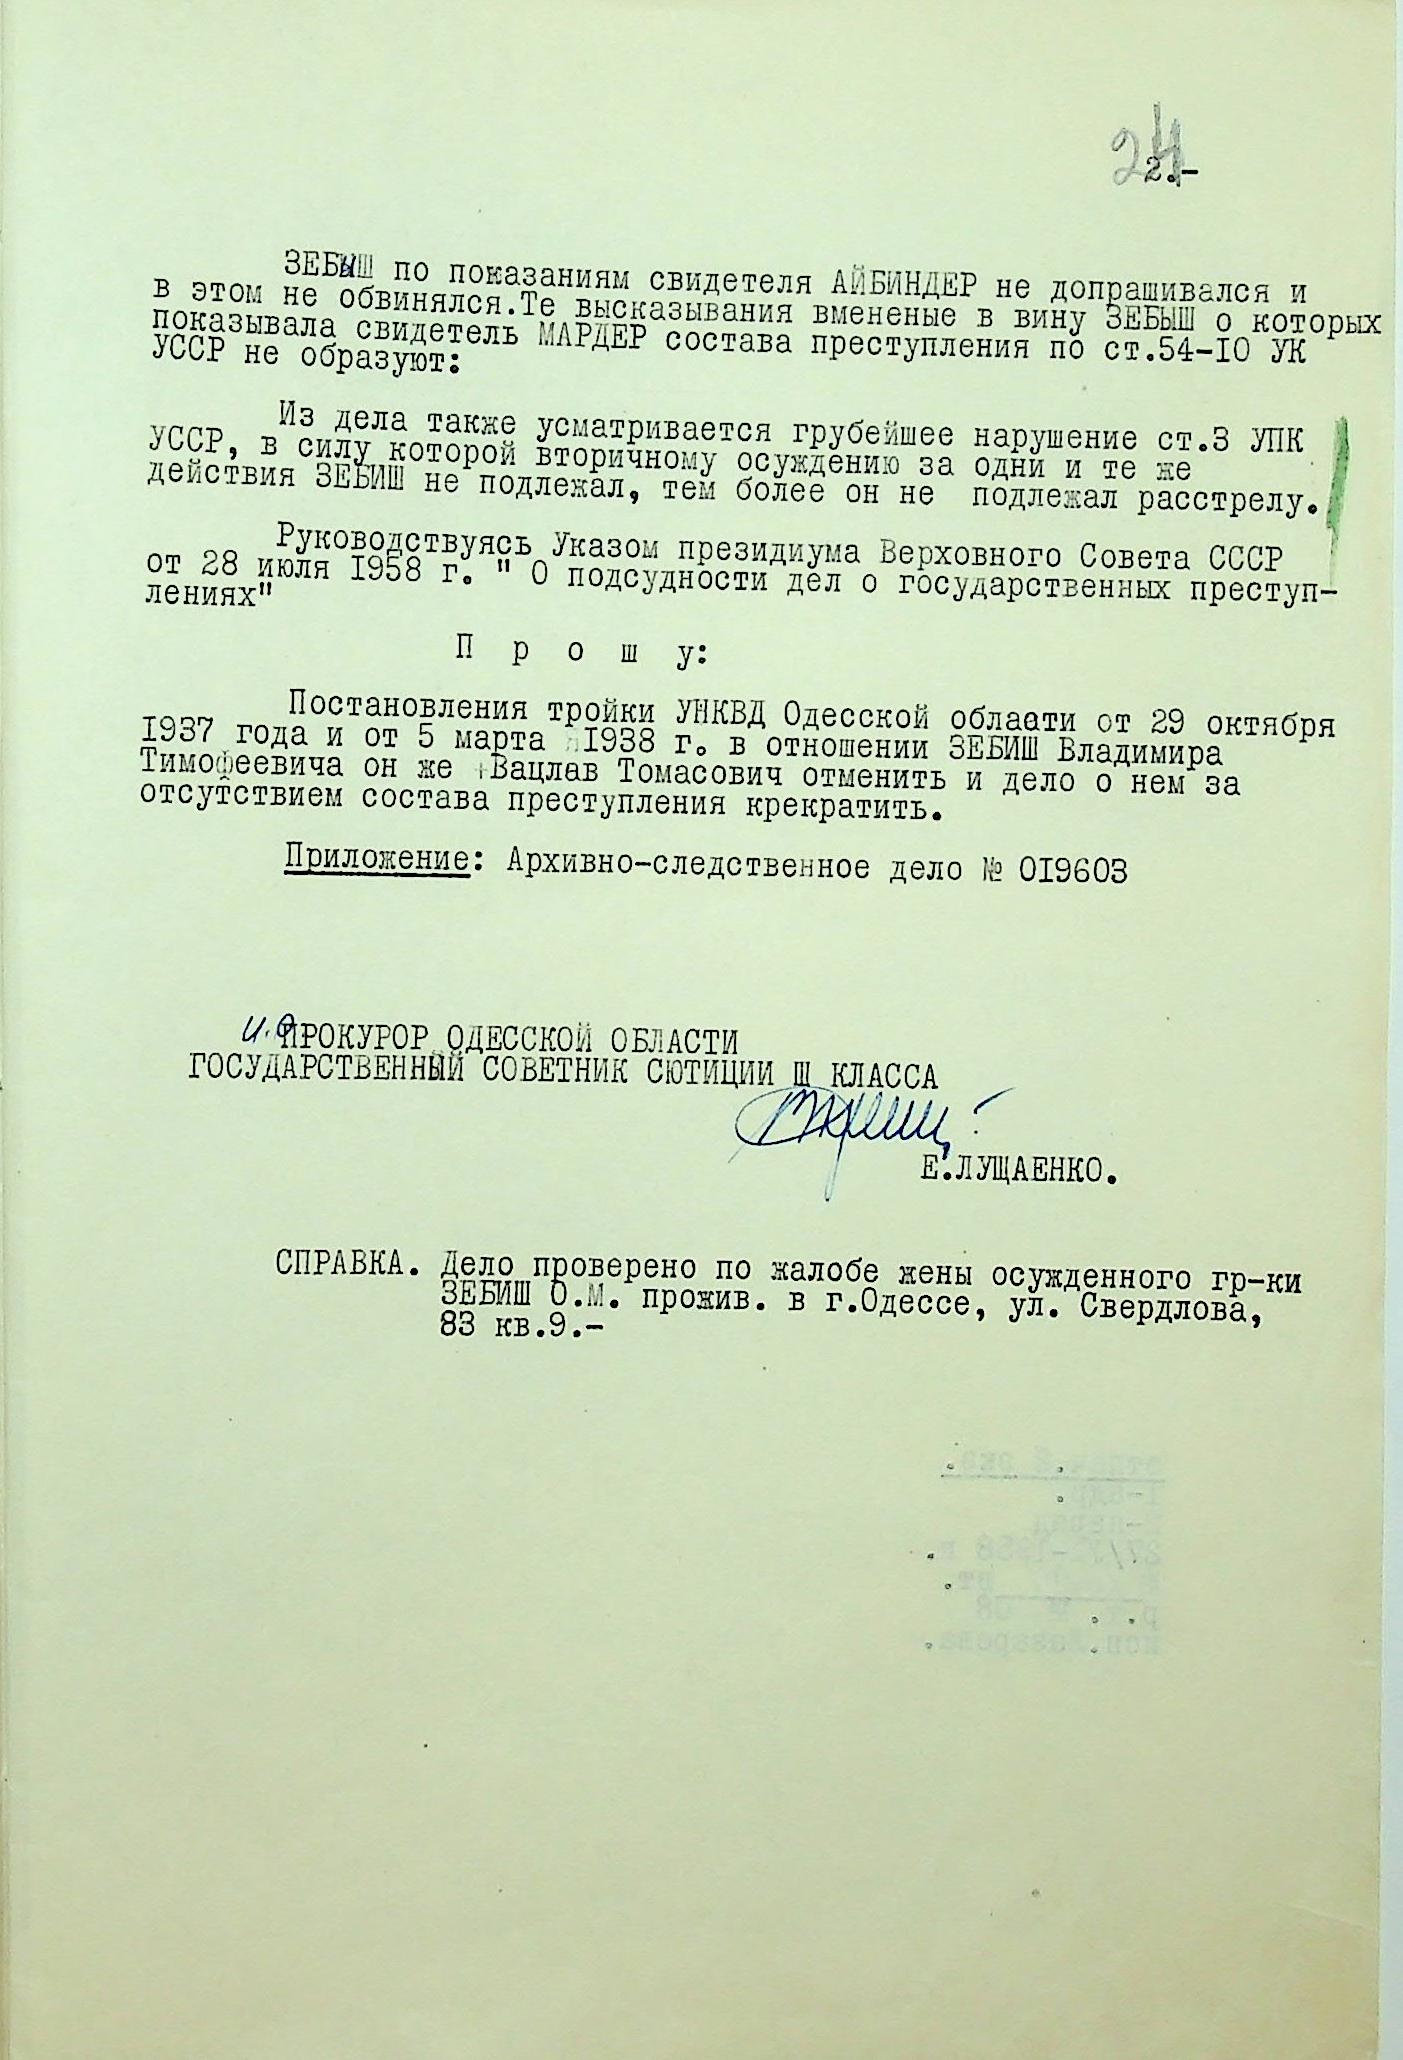 24
2.-
ЗЕБЫШ по показаниям свидетеля АЙБИНДЕР не допрашивался и
в этом не обвинялся.Те высказывания вмененые в вину ЗЕБЫШ о которых
показывала свидетель МАРДЕР состава преступления по ст.54-10 УК
УССР не образуют:
Из дела также усматривается грубейшее нарушение ст.3 УПК
УССР, в силу которой вторичному осуждению за одни и те же
действия ЗЕБИШ не подлежал, тем более он не подлежал расстрелу.
Руководствуясь Указом президиума Верховного Совета СССР
от 28 июля 1958 г. " О подсудности дел о государственных преступ-
лениях"
П р о ш у:
Постановления тройки УНКВД Одесской облаати от 29 октября
1937 года и от 5 марта 1938 г. в отношении ЗЕБИШ Владимира
Тимофеевича он же Вацлав Томасович отменить и дело о нем за
отсутствием состава преступления крекратить.
Приложение: Архивно-следственное дело № 019603
И.О ПРОКУРОР ОДЕССКОЙ ОБЛАСТИ
ГОСУДАРСТВЕННЫЙ СОВЕТНИК СЮТИЦИИ Ш КЛАССА
Е.ЛУЩАЕНКО.
СПРАВКА. Дело проверено по жалобе жены осужденного гр-ки
ЗЕБИШ О.М. прожив. в г.Одессе, ул. Свердлова,
83 кв.9.-